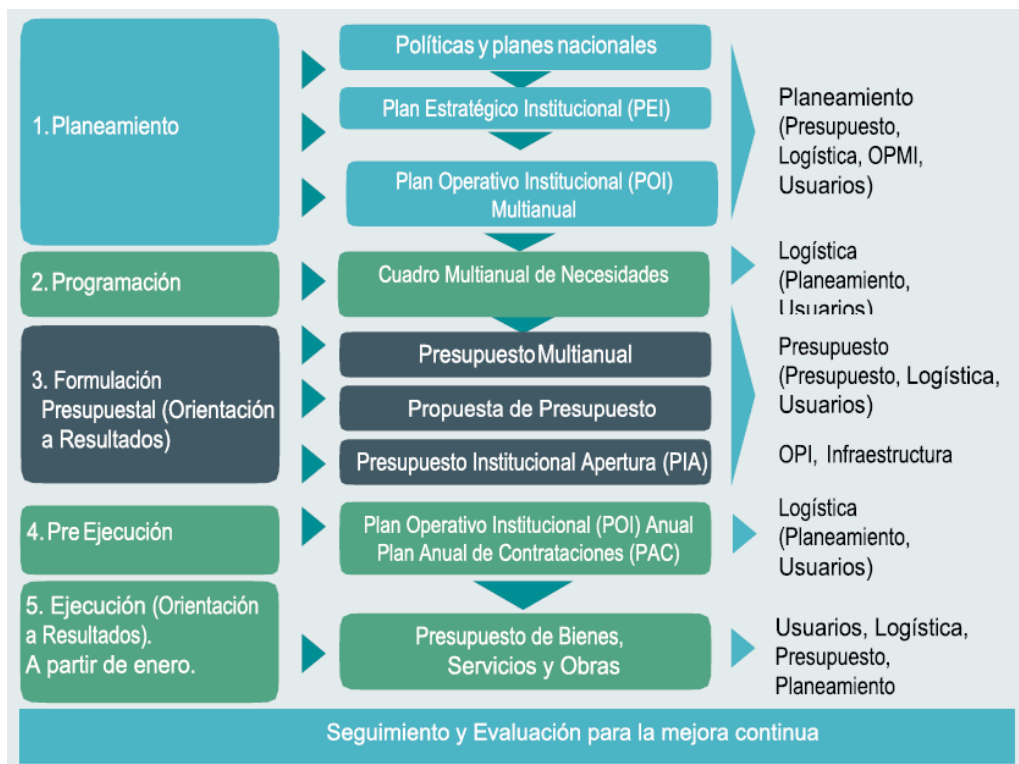 1. Planeamiento
Políticas y planes nacionales
Plan Estratégico Institucional (PEI)
Plan Operativo Institucional (POI)
Multianual
Planeamiento
(Presupuesto,
Logística, OPMI,
Usuarios)
2. Programación
Cuadro Multianual de Necesidades
Logística
(Planeamiento,
Usuarios)
3. Formulación
Presupuestal (Orientación
a Resultados)
Presupuesto Multianual
Propuesta de Presupuesto
Presupuesto Institucional Apertura (PIA)
Presupuesto
(Presupuesto, Logística,
Usuarios)
OPI, Infraestructura
4. Pre Ejecución
Plan Operativo Institucional (POI) Anual
Plan Anual de Contrataciones (PAC)
Logística
(Planeamiento,
Usuarios)
5. Ejecución (Orientación
a Resultados).
A partir de enero.
Presupuesto de Bienes,
Servicios y Obras
Usuarios, Logística,
Presupuesto,
Planeamiento
Seguimiento y Evaluación para la mejora continua